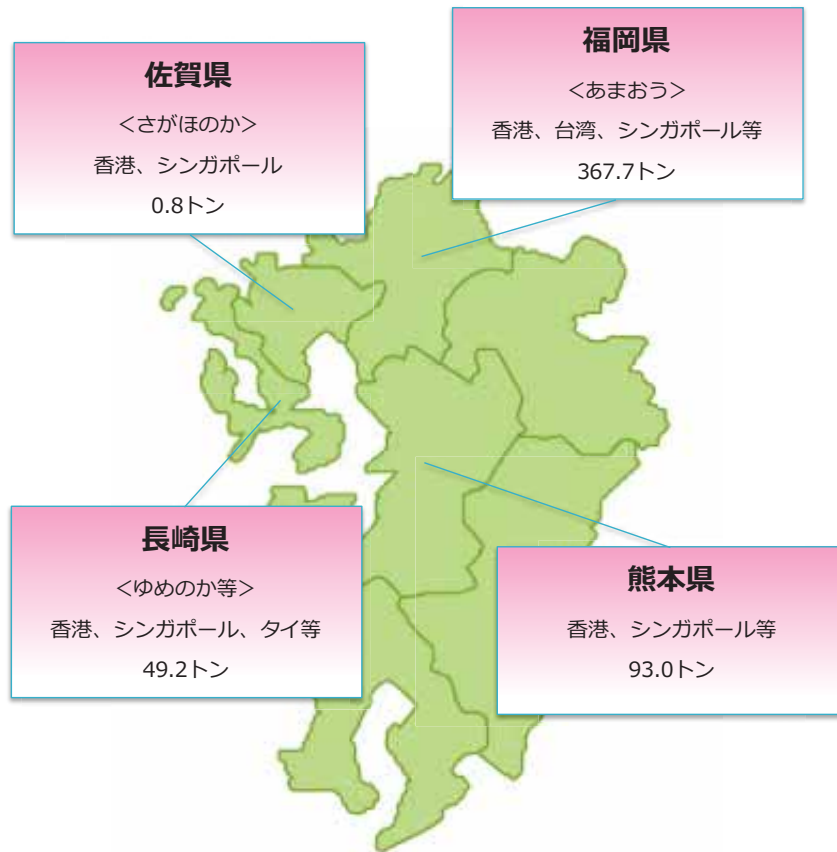 佐賀県
＜さがほのか＞
香港、シンガポール
0.8トン
福岡県
＜あまおう＞
香港、台湾、シンガポール等
367.7トン
長崎県
＜ゆめのか等＞
香港、シンガポール、タイ等
49.2トン
熊本県
香港、シンガポール等
93.0トン